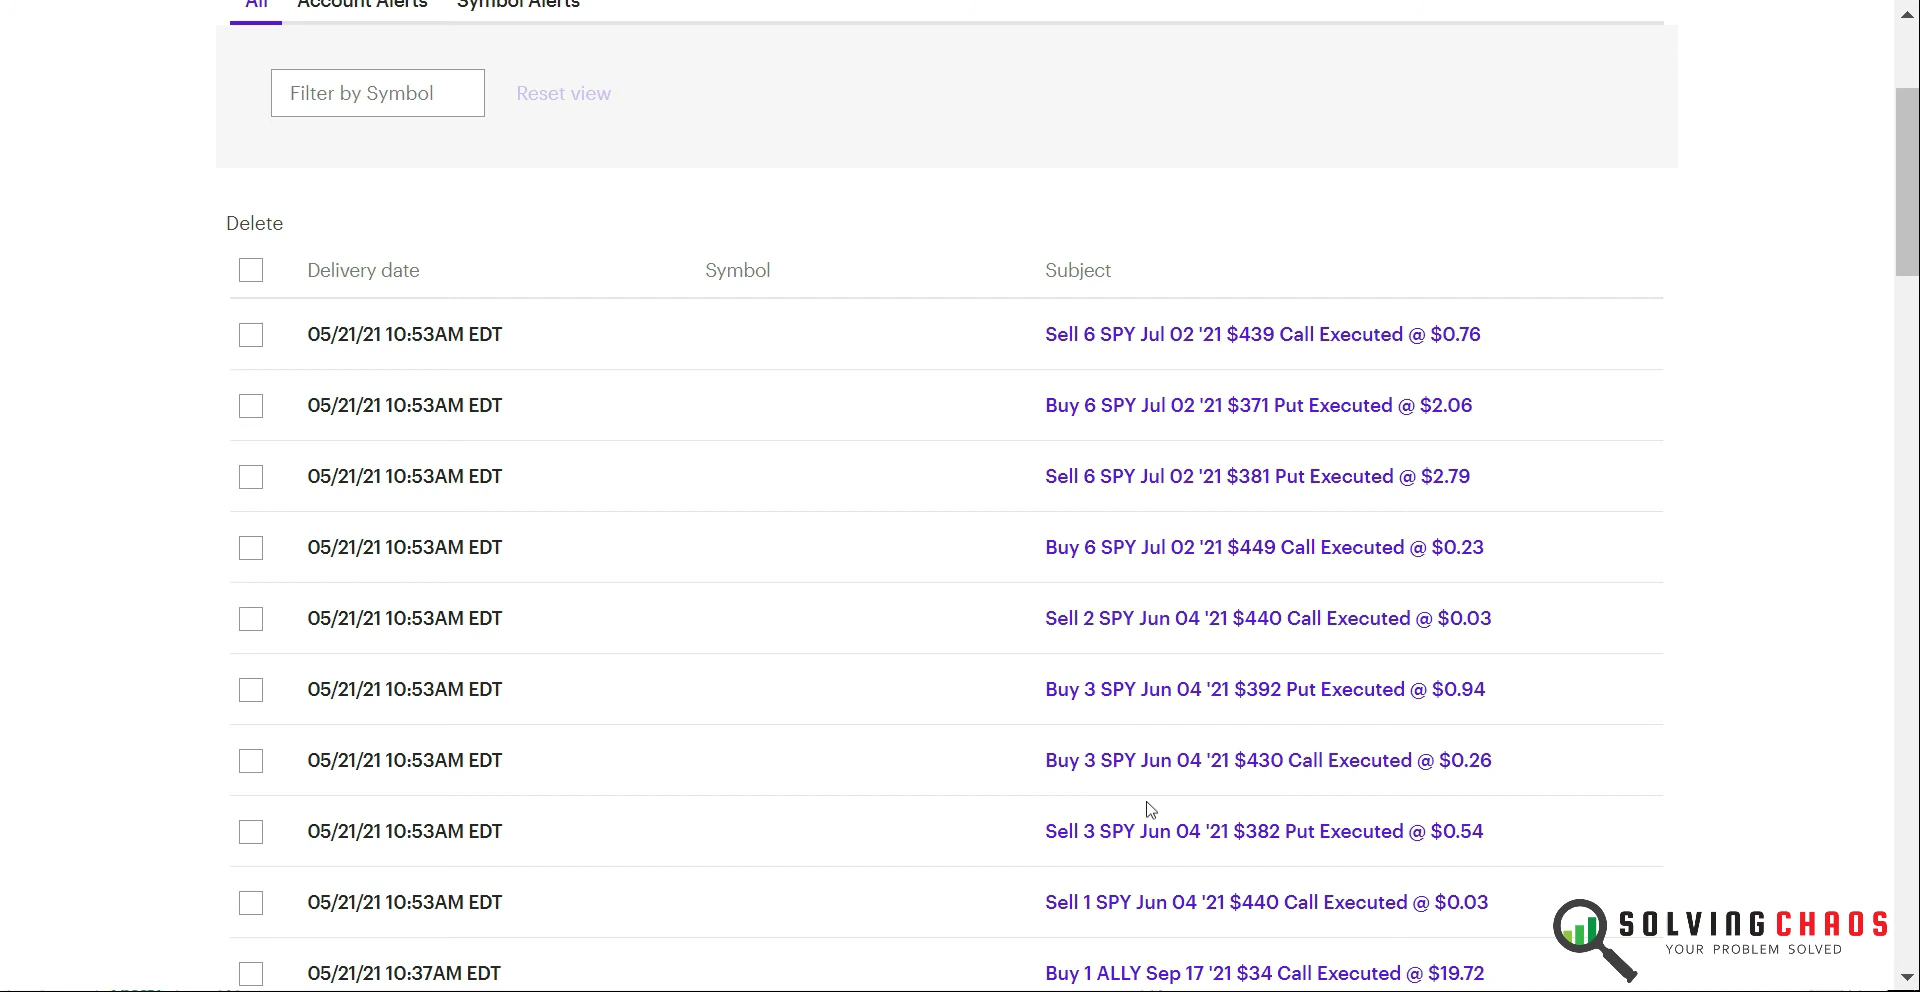 All Account Alerts Symbol Alerts
Filter by Symbol Reset view
Delete
Delivery date Symbol Subject
05/21/21 10:53AM EDT Sell 6 SPY Jul 02 '21 $439 Call Executed @ $0.76
05/21/21 10:53AM EDT Buy 6 SPY Jul 02 '21 $371 Put Executed @ $2.06
05/21/21 10:53AM EDT Sell 6 SPY Jul 02 '21 $381 Put Executed @ $2.79
05/21/21 10:53AM EDT Buy 6 SPY Jul 02 '21 $449 Call Executed @ $0.23
05/21/21 10:53AM EDT Sell 2 SPY Jun 04 '21 $440 Call Executed @ $0.03
05/21/21 10:53AM EDT Buy 3 SPY Jun 04 '21 $392 Put Executed @ $0.94
05/21/21 10:53AM EDT Buy 3 SPY Jun 04 '21 $430 Call Executed @ $0.26
05/21/21 10:53AM EDT Sell 3 SPY Jun 04 '21 $382 Put Executed @ $0.54
05/21/21 10:53AM EDT Sell 1 SPY Jun 04 '21 $440 Call Executed @ $0.03
05/21/21 10:37AM EDT Buy 1 ALLY Sep 17 '21 $34 Call Executed @ $19.72
SOLVINGCHAOS
YOUR PROBLEM SOLVED